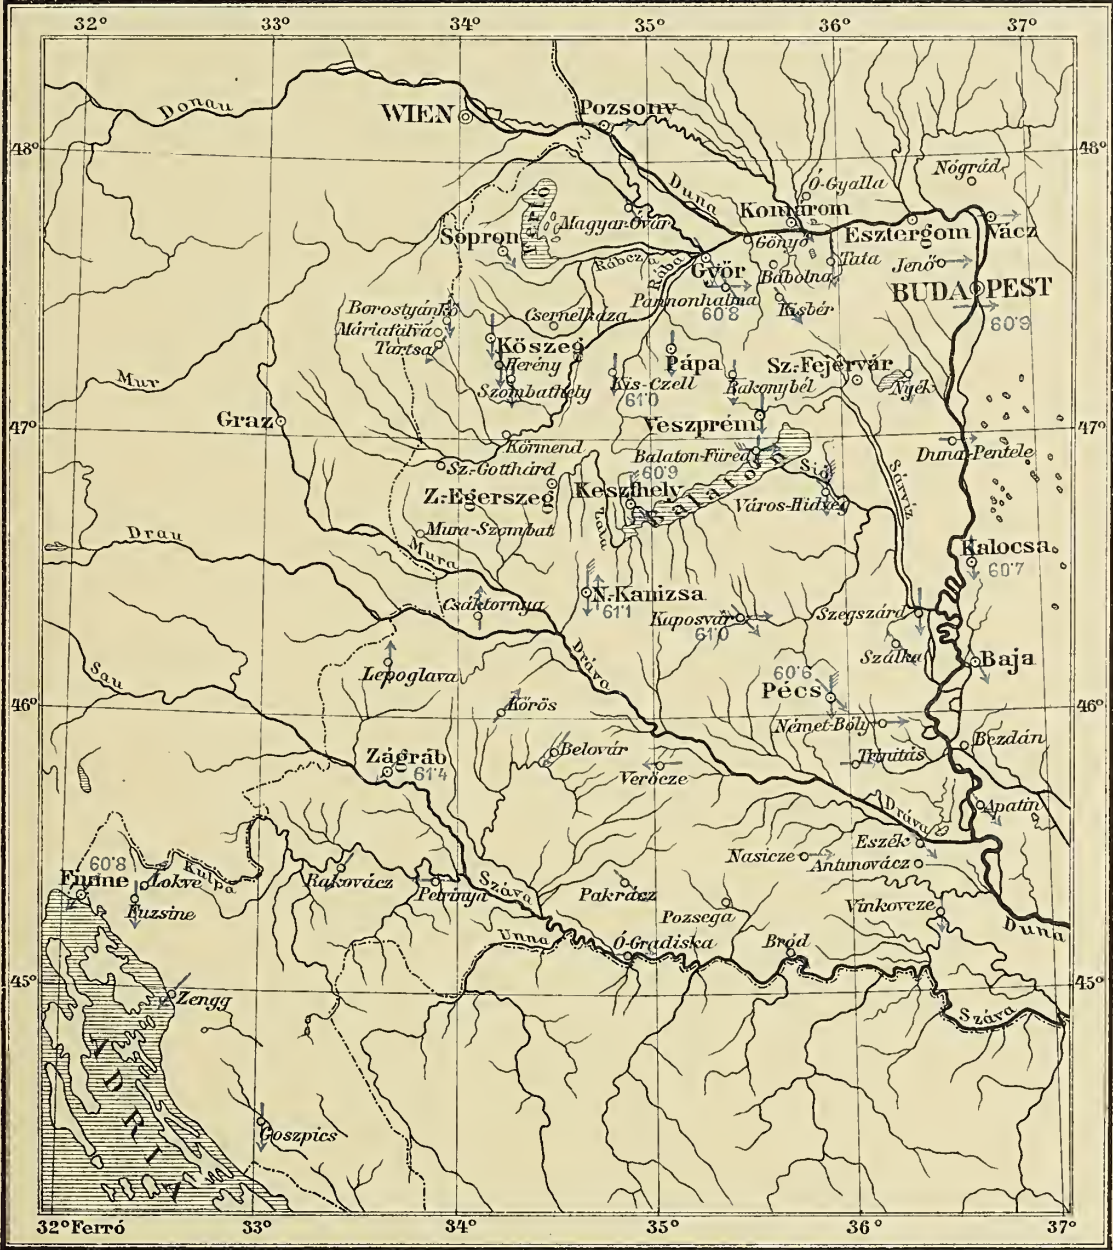 32° 33° 34° 35° 36° 37°
Donau
WIEN
Pozsony
48°
48°
Nógrád
Duna
Ó-Gyalla
Komárom
Fertő
Magyar-Óvár
Sopron
Gönyő
Esztergom
Vácz
Rábcza
Rába
Győr
Tata
Jenő
Bábolna
BUDAPEST
Pannonhalma
60·8
Kisbér
60·9
Borostyánkő
Máriafalva
Tartsa
Csernelháza
Kőszeg
Herény
Szombathely
Pápa
Sz.-Fejérvár
Mur
Kis-Czell
61·0
Bakonybél
Nyék
Graz
47°
47°
Veszprém
Körmend
Duna-Pentele
Balaton-Füred
Sz.-Gotthárd
60·9
Sió
Sárvíz
Z.-Egerszeg
Keszthely
Balaton
Város-Hidvég
Zala
Drau
Mura-Szombat
Mura
Kalocsa
60·7
Csáktornya
N.-Kanizsa
61·1
Kaposvár
61·0
Szegszárd
Szálka
Baja
Sau
Lepoglava
Dráva
60·6
Pécs
46°
46°
Körös
Német-Bóly
Bezdán
Zágráb
61·4
Belovár
Verőcze
Trinitás
Apatin
Dráva
Eszék
Nasicze
Antunovácz
60·8
Fiume
Lokve
Kulpa
Rakovácz
Petrinya
Száva
Pakrácz
Fuzsine
Pozsega
Vinkovcze
Unna
Ó-Gradiska
Bród
Duna
45°
45°
Zengg
Száva
ADRIA
Goszpics
32° Ferró 33° 34° 35° 36° 37°